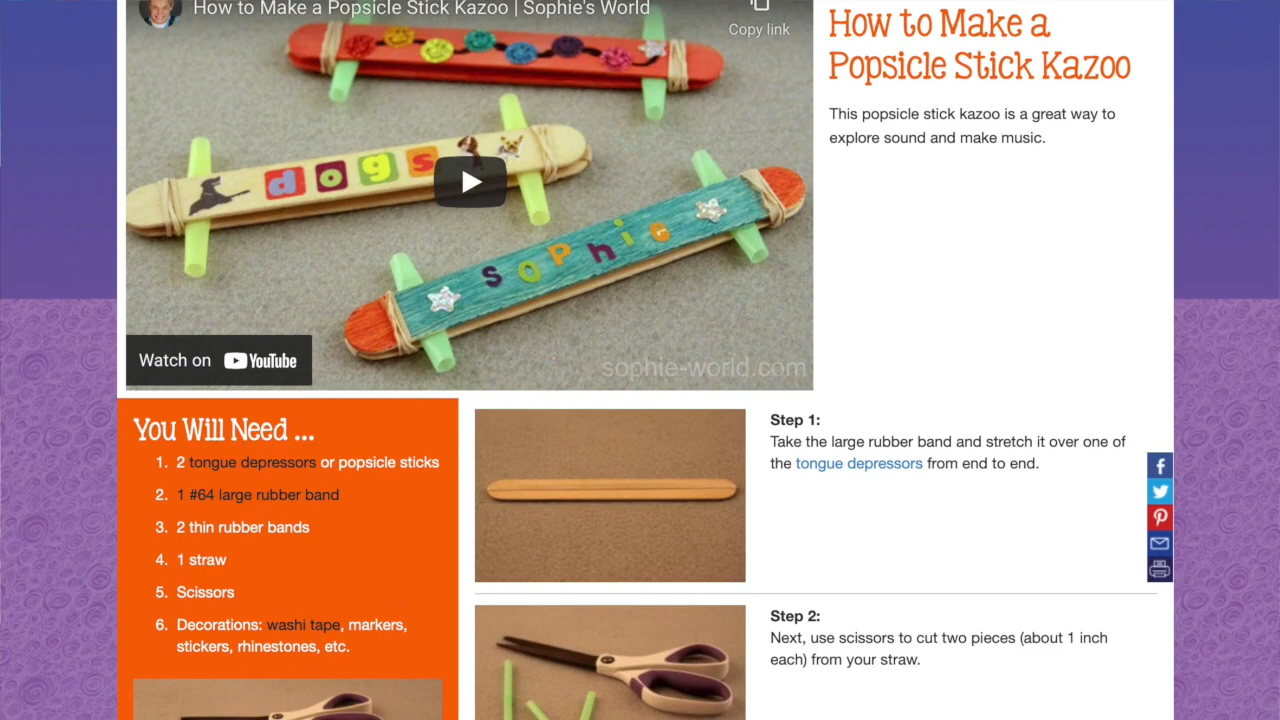 How to Make a Popsicle Stick Kazoo | Sophie's World
Copy link
dogs
sophie
Watch on YouTube
sophie-world.com
How to Make a
Popsicle Stick Kazoo
This popsicle stick kazoo is a great way to
explore sound and make music.
You Will Need ...
1. 2 tongue depressors or popsicle sticks
2. 1 #64 large rubber band
3. 2 thin rubber bands
4. 1 straw
5. Scissors
6. Decorations: washi tape, markers,
stickers, rhinestones, etc.
Step 1:
Take the large rubber band and stretch it over one of
the tongue depressors from end to end.
Step 2:
Next, use scissors to cut two pieces (about 1 inch
each) from your straw.